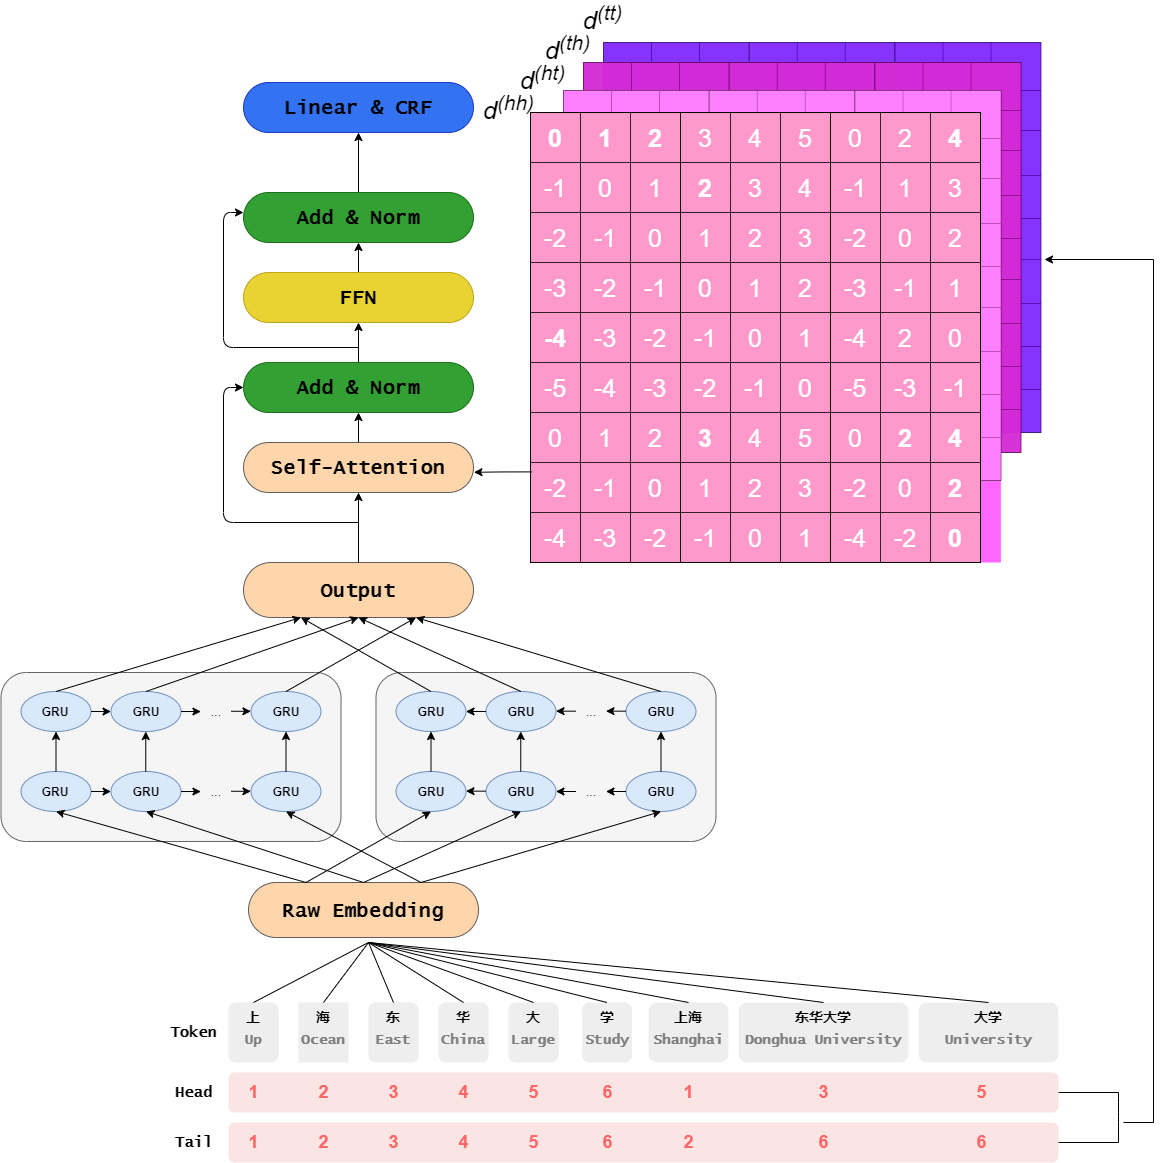 d(tt)
d(th)
d(ht)
d(hh)
Linear & CRF
Add & Norm
FFN
Add & Norm
Self-Attention
Output
0 1 2 3 4 5 0 2 4
-1 0 1 2 3 4 -1 1 3
-2 -1 0 1 2 3 -2 0 2
-3 -2 -1 0 1 2 -3 -1 1
-4 -3 -2 -1 0 1 -4 2 0
-5 -4 -3 -2 -1 0 -5 -3 -1
0 1 2 3 4 5 0 2 4
-2 -1 0 1 2 3 -2 0 2
-4 -3 -2 -1 0 1 -4 -2 0
GRU GRU ... GRU GRU GRU ... GRU
GRU GRU ... GRU GRU GRU ... GRU
Raw Embedding
上 海 东 华 大 学 上海 东华大学 大学
Token
Up Ocean East China Large Study Shanghai Donghua University University
Head 1 2 3 4 5 6 1 3 5
Tail 1 2 3 4 5 6 2 6 6